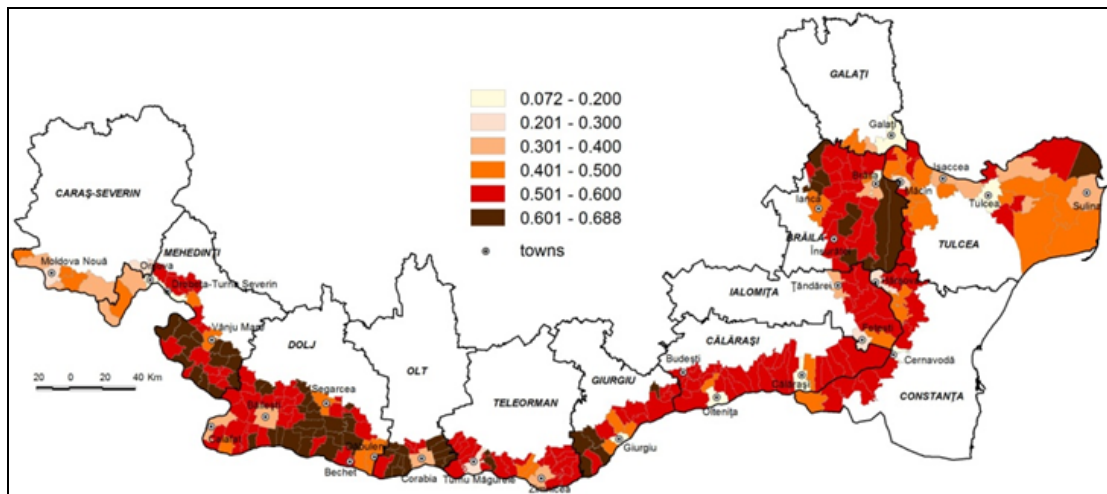 GALAȚI
0.072 - 0.200
0.201 - 0.300
0.301 - 0.400
0.401 - 0.500
0.501 - 0.600
0.601 - 0.688
towns
Galați
CARAȘ-SEVERIN
Isaccea
Brăila
Măcin
Ianca
Tulcea
Sulina
MEHEDINȚI
BRĂILA
TULCEA
Moldova Nouă
Orșova
Însurăței
Drobeta-Turnu Severin
IALOMIȚA
Țăndărei
Hârșova
Vânju Mare
DOLJ
CĂLĂRAȘI
Fetești
Cernavodă
OLT
GIURGIU
Budești
20 0 20 40 Km
Segarcea
TELEORMAN
Călărași
CONSTANȚA
Băilești
Oltenița
Calafat
Giurgiu
Dăbuleni
Bechet
Corabia
Turnu Măgurele
Zimnicea